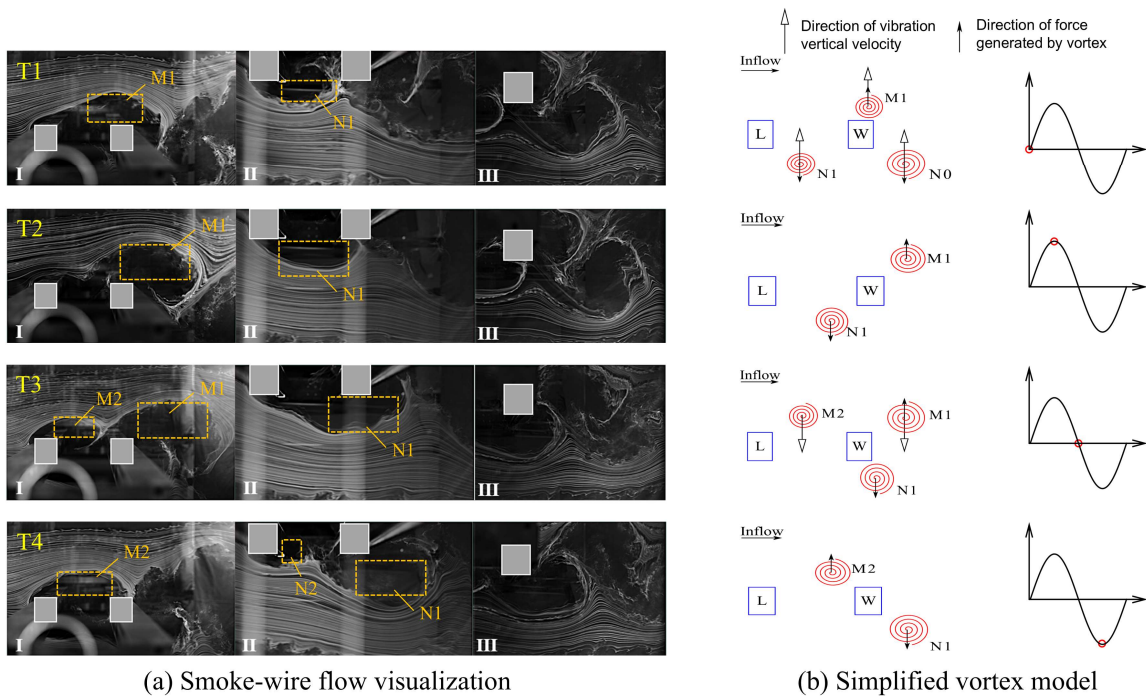 Direction of vibration
vertical velocity
Direction of force
generated by vortex
T1
M1
N1
I
II
III
Inflow
M1
L
W
N1
N0
T2
M1
N1
I
II
III
Inflow
M1
L
W
N1
T3
M2
M1
N1
I
II
III
Inflow
M2
M1
L
W
N1
T4
M2
N2
N1
I
II
III
Inflow
M2
L
W
N1
(a) Smoke-wire flow visualization
(b) Simplified vortex model